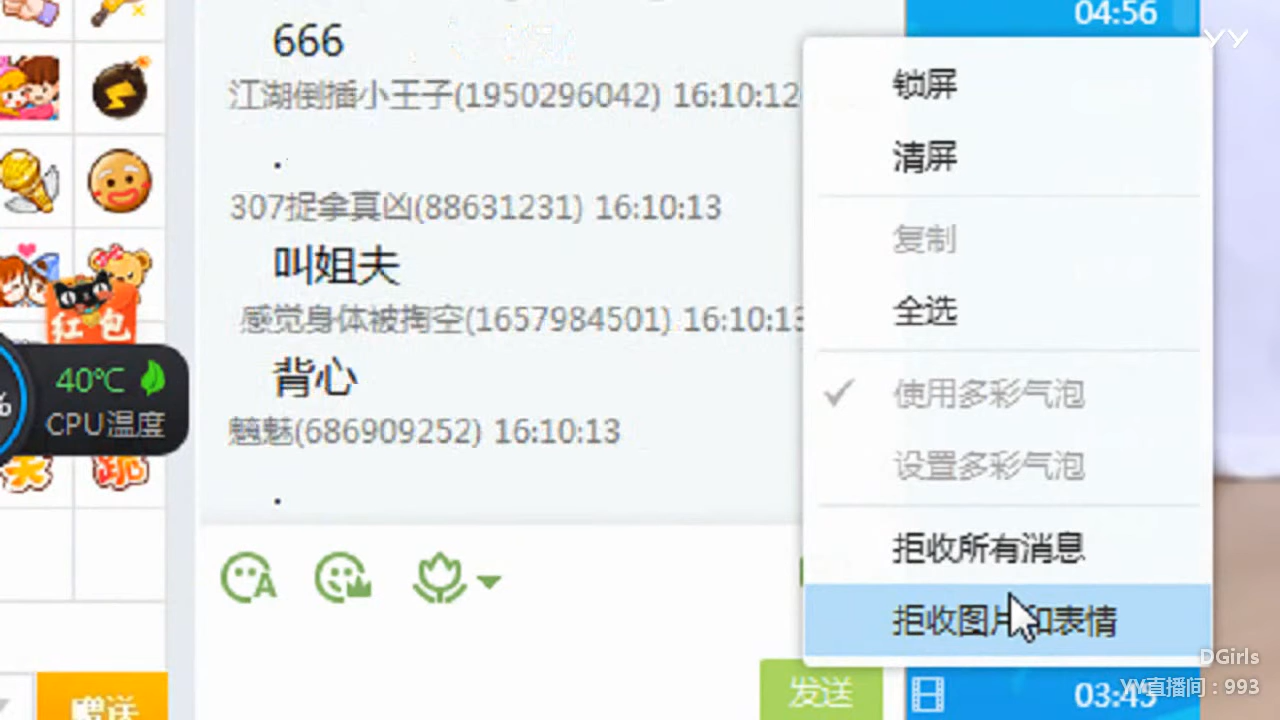 04:56
YY
666
江湖倒插小王子(1950296042) 16:10:12
.
307捉拿真凶(88631231) 16:10:13
叫姐夫
感觉身体被掏空(1657984501) 16:10:13
背心
魑魅(686909252) 16:10:13
.
锁屏
清屏
复制
全选
使用多彩气泡
设置多彩气泡
拒收所有消息
拒收图片和表情
红包
%
40℃
CPU温度
赠送
发送
03:45
DGirls
YY直播间：993